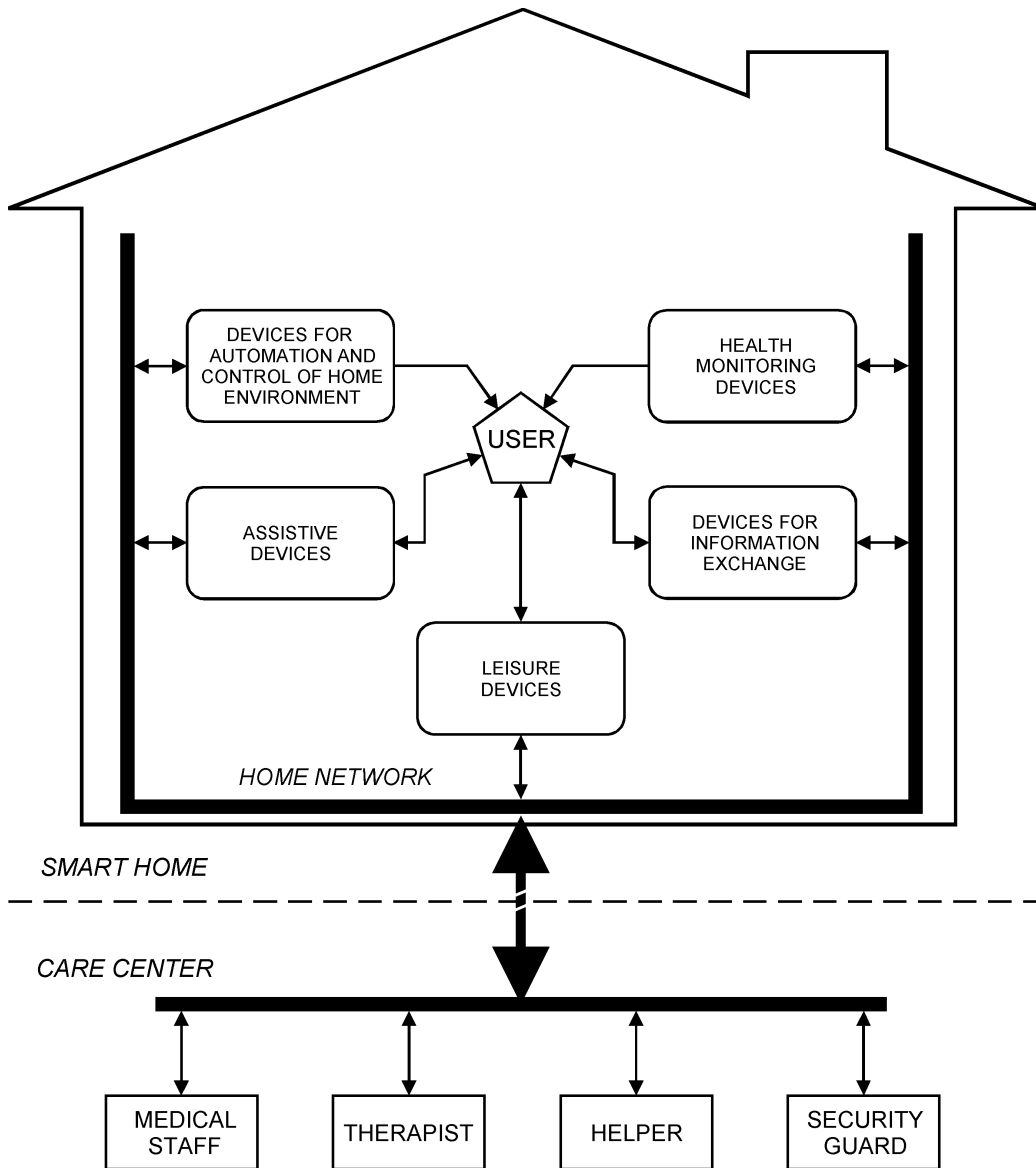 DEVICES FOR
AUTOMATION AND
CONTROL OF HOME
ENVIRONMENT
HEALTH
MONITORING
DEVICES
USER
ASSISTIVE
DEVICES
DEVICES FOR
INFORMATION
EXCHANGE
LEISURE
DEVICES
HOME NETWORK
SMART HOME
CARE CENTER
MEDICAL
STAFF
THERAPIST
HELPER
SECURITY
GUARD